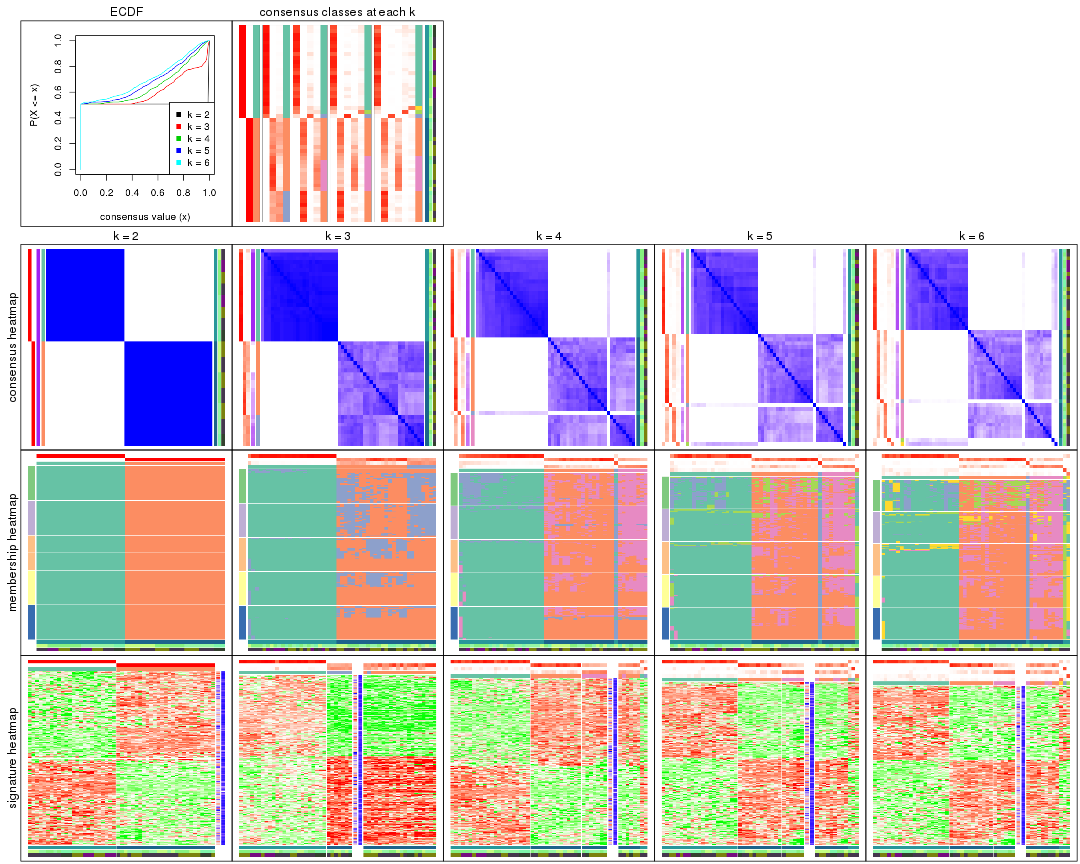 ECDF
consensus classes at each k
P(X <= x)
1.0
0.8
0.6
0.4
0.2
0.0
k = 2
k = 3
k = 4
k = 5
k = 6
0.0 0.2 0.4 0.6 0.8 1.0
consensus value (x)
k = 2
k = 3
k = 4
k = 5
k = 6
consensus heatmap
membership heatmap
signature heatmap